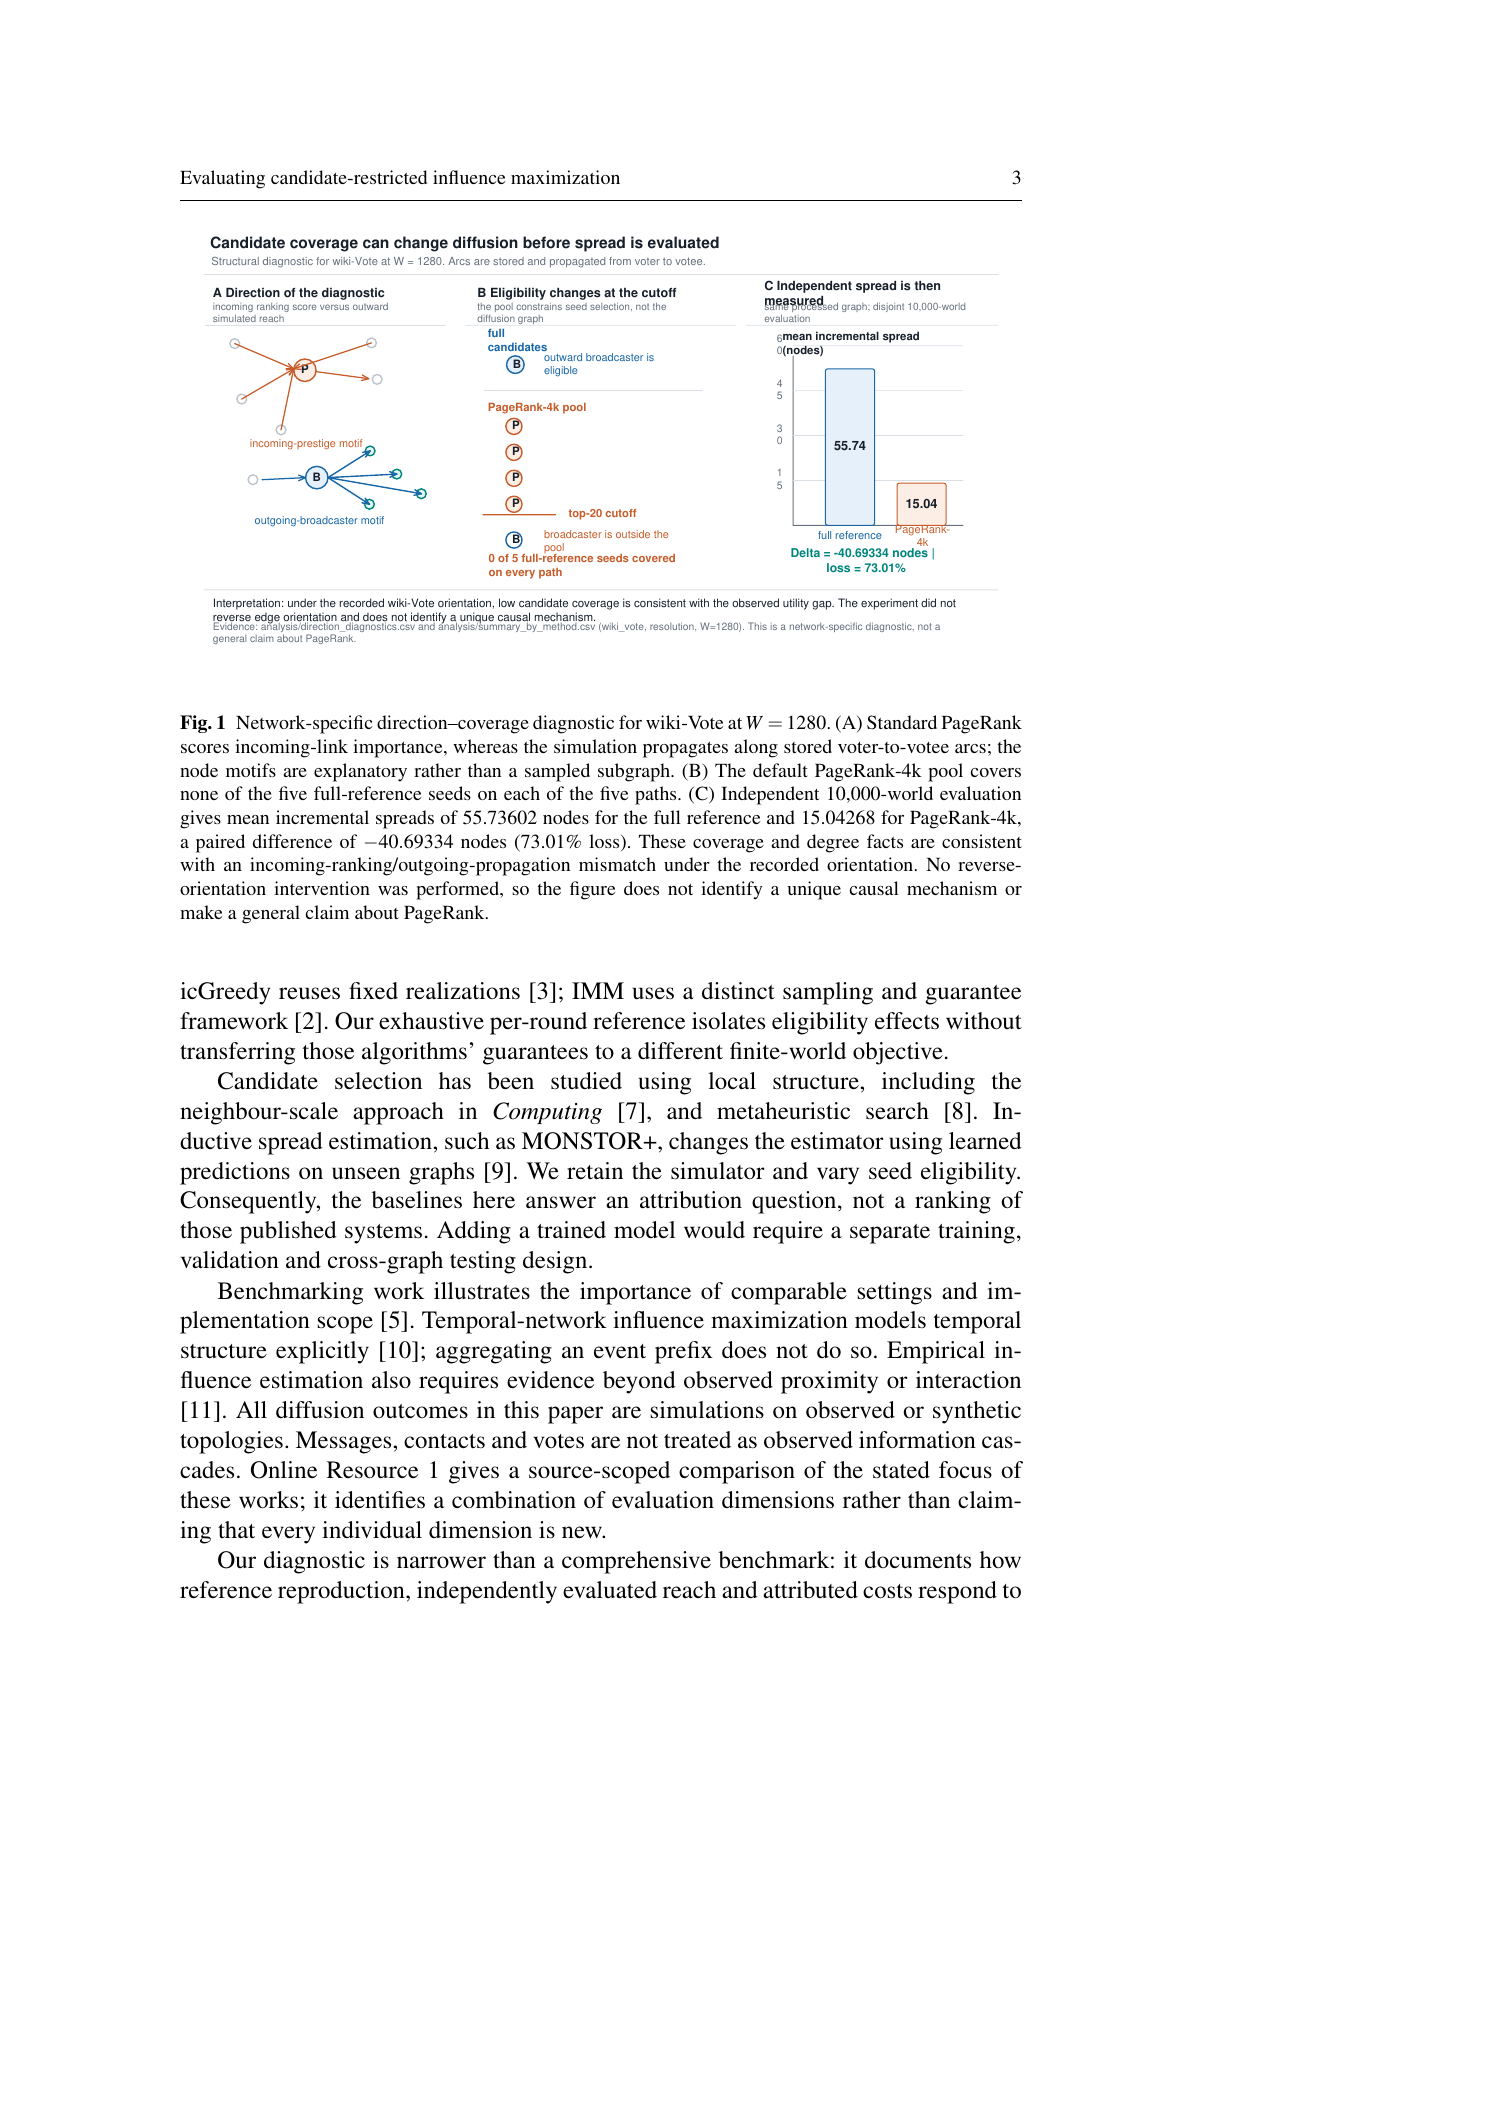 Evaluating candidate-restricted influence maximization 3
Candidate coverage can change diffusion before spread is evaluated
Structural diagnostic for wiki-Vote at W = 1280. Arcs are stored and propagated from voter to votee.
A Direction of the diagnostic
incoming ranking score versus outward
simulated reach
P
incoming-prestige motif
B
outgoing-broadcaster motif
B Eligibility changes at the cutoff
the pool constrains seed selection, not the
diffusion graph
full
candidates
B
outward broadcaster is
eligible
PageRank-4k pool
P
P
P
P
top-20 cutoff
B
broadcaster is outside the
pool
0 of 5 full-reference seeds covered
on every path
C Independent spread is then
measured
same processed graph; disjoint 10,000-world
evaluation
mean incremental spread
(nodes)
6
0
4
5
3
0
1
5
55.74
15.04
full reference
PageRank-
4k
Delta = -40.69334 nodes |
loss = 73.01%
Interpretation: under the recorded wiki-Vote orientation, low candidate coverage is consistent with the observed utility gap. The experiment did not
reverse edge orientation and does not identify a unique causal mechanism.
Evidence: analysis/direction_diagnostics.csv and analysis/summary_by_method.csv (wiki_vote, resolution, W=1280). This is a network-specific diagnostic, not a
general claim about PageRank.
Fig. 1 Network-specific direction–coverage diagnostic for wiki-Vote at W = 1280. (A) Standard PageRank
scores incoming-link importance, whereas the simulation propagates along stored voter-to-votee arcs; the
node motifs are explanatory rather than a sampled subgraph. (B) The default PageRank-4k pool covers
none of the five full-reference seeds on each of the five paths. (C) Independent 10,000-world evaluation
gives mean incremental spreads of 55.73602 nodes for the full reference and 15.04268 for PageRank-4k,
a paired difference of −40.69334 nodes (73.01% loss). These coverage and degree facts are consistent
with an incoming-ranking/outgoing-propagation mismatch under the recorded orientation. No reverse-
orientation intervention was performed, so the figure does not identify a unique causal mechanism or
make a general claim about PageRank.
icGreedy reuses fixed realizations [3]; IMM uses a distinct sampling and guarantee
framework [2]. Our exhaustive per-round reference isolates eligibility effects without
transferring those algorithms’ guarantees to a different finite-world objective.
Candidate selection has been studied using local structure, including the
neighbour-scale approach in Computing [7], and metaheuristic search [8]. In-
ductive spread estimation, such as MONSTOR+, changes the estimator using learned
predictions on unseen graphs [9]. We retain the simulator and vary seed eligibility.
Consequently, the baselines here answer an attribution question, not a ranking of
those published systems. Adding a trained model would require a separate training,
validation and cross-graph testing design.
Benchmarking work illustrates the importance of comparable settings and im-
plementation scope [5]. Temporal-network influence maximization models temporal
structure explicitly [10]; aggregating an event prefix does not do so. Empirical in-
fluence estimation also requires evidence beyond observed proximity or interaction
[11]. All diffusion outcomes in this paper are simulations on observed or synthetic
topologies. Messages, contacts and votes are not treated as observed information cas-
cades. Online Resource 1 gives a source-scoped comparison of the stated focus of
these works; it identifies a combination of evaluation dimensions rather than claim-
ing that every individual dimension is new.
Our diagnostic is narrower than a comprehensive benchmark: it documents how
reference reproduction, independently evaluated reach and attributed costs respond to